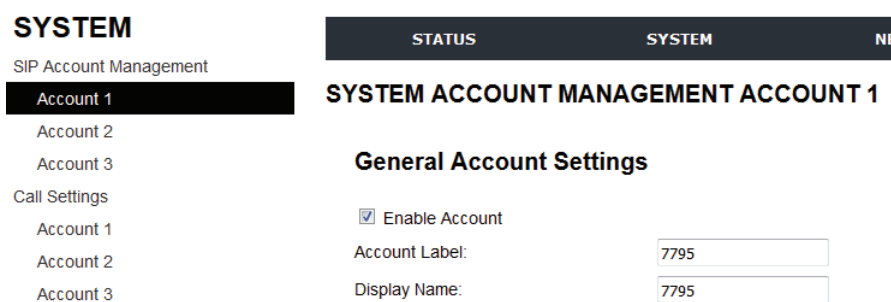 SYSTEM
SIP Account Management
Account 1
Account 2
Account 3
Call Settings
Account 1
Account 2
Account 3
STATUS SYSTEM
SYSTEM ACCOUNT MANAGEMENT ACCOUNT 1
General Account Settings
Enable Account
Account Label: 7795
Display Name: 7795